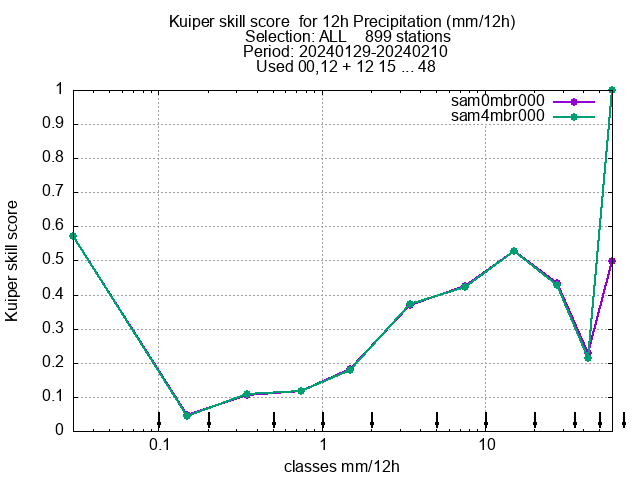 Kuiper skill score  for 12h Precipitation (mm/12h)
Selection: ALL    899 stations
Period: 20240129-20240210
Used 00,12 + 12 15 ... 48
sam0mbr000
sam4mbr000
1
0.9
0.8
0.7
0.6
0.5
0.4
0.3
0.2
0.1
0
Kuiper skill score
0.1 1 10
classes mm/12h